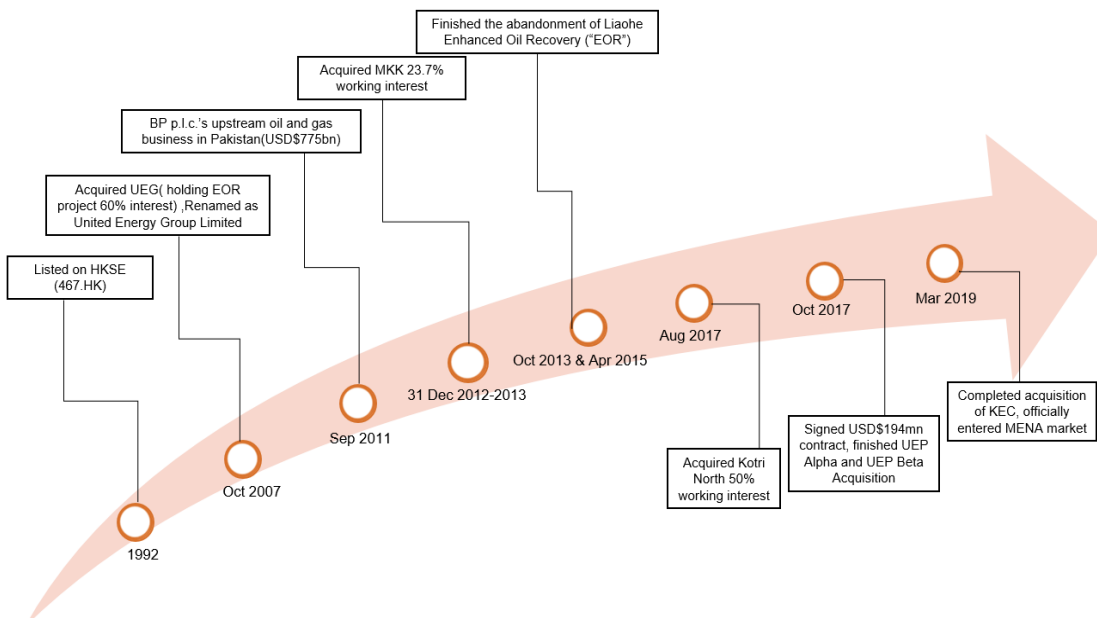 Finished the abandonment of Liaohe
Enhanced Oil Recovery (“EOR”)
Acquired MKK 23.7%
working interest
BP p.l.c.’s upstream oil and gas
business in Pakistan(USD$775bn)
Acquired UEG( holding EOR
project 60% interest) ,Renamed as
United Energy Group Limited
Listed on HKSE
(467.HK)
1992
Oct 2007
Sep 2011
31 Dec 2012-2013
Oct 2013 & Apr 2015
Aug 2017
Oct 2017
Mar 2019
Acquired Kotri
North 50%
working interest
Signed USD$194mn
contract, finished UEP
Alpha and UEP Beta
Acquisition
Completed acquisition
of KEC, officially
entered MENA market